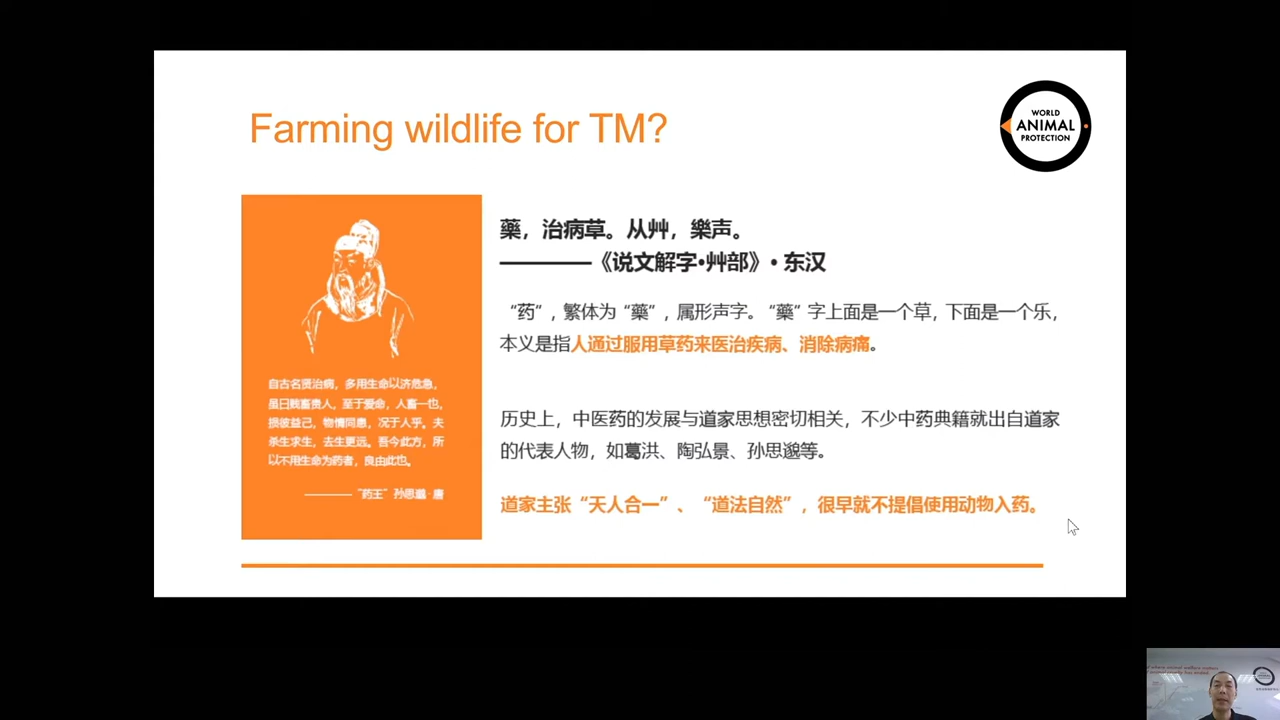 Farming wildlife for TM?
WORLD
ANIMAL
PROTECTION
藥，治病草。从艸，樂声。
————《说文解字·艸部》· 东汉
“药”，繁体为“藥”，属形声字。“藥”字上面是一个草，下面是一个乐，
本义是指人通过服用草药来医治疾病、消除病痛。
历史上，中医药的发展与道家思想密切相关，不少中药典籍就出自道家
的代表人物，如葛洪、陶弘景、孙思邈等。
道家主张“天人合一”、“道法自然”，很早就不提倡使用动物入药。
自古名贤治病，多用生命以济危急，
虽曰贱畜贵人，至于爱命，人畜一也，
损彼益己，物情同患，况于人乎。夫
杀生求生，去生更远。吾今此方，所
以不用生命为药者，良由此也。
———“药王”孙思邈·唐